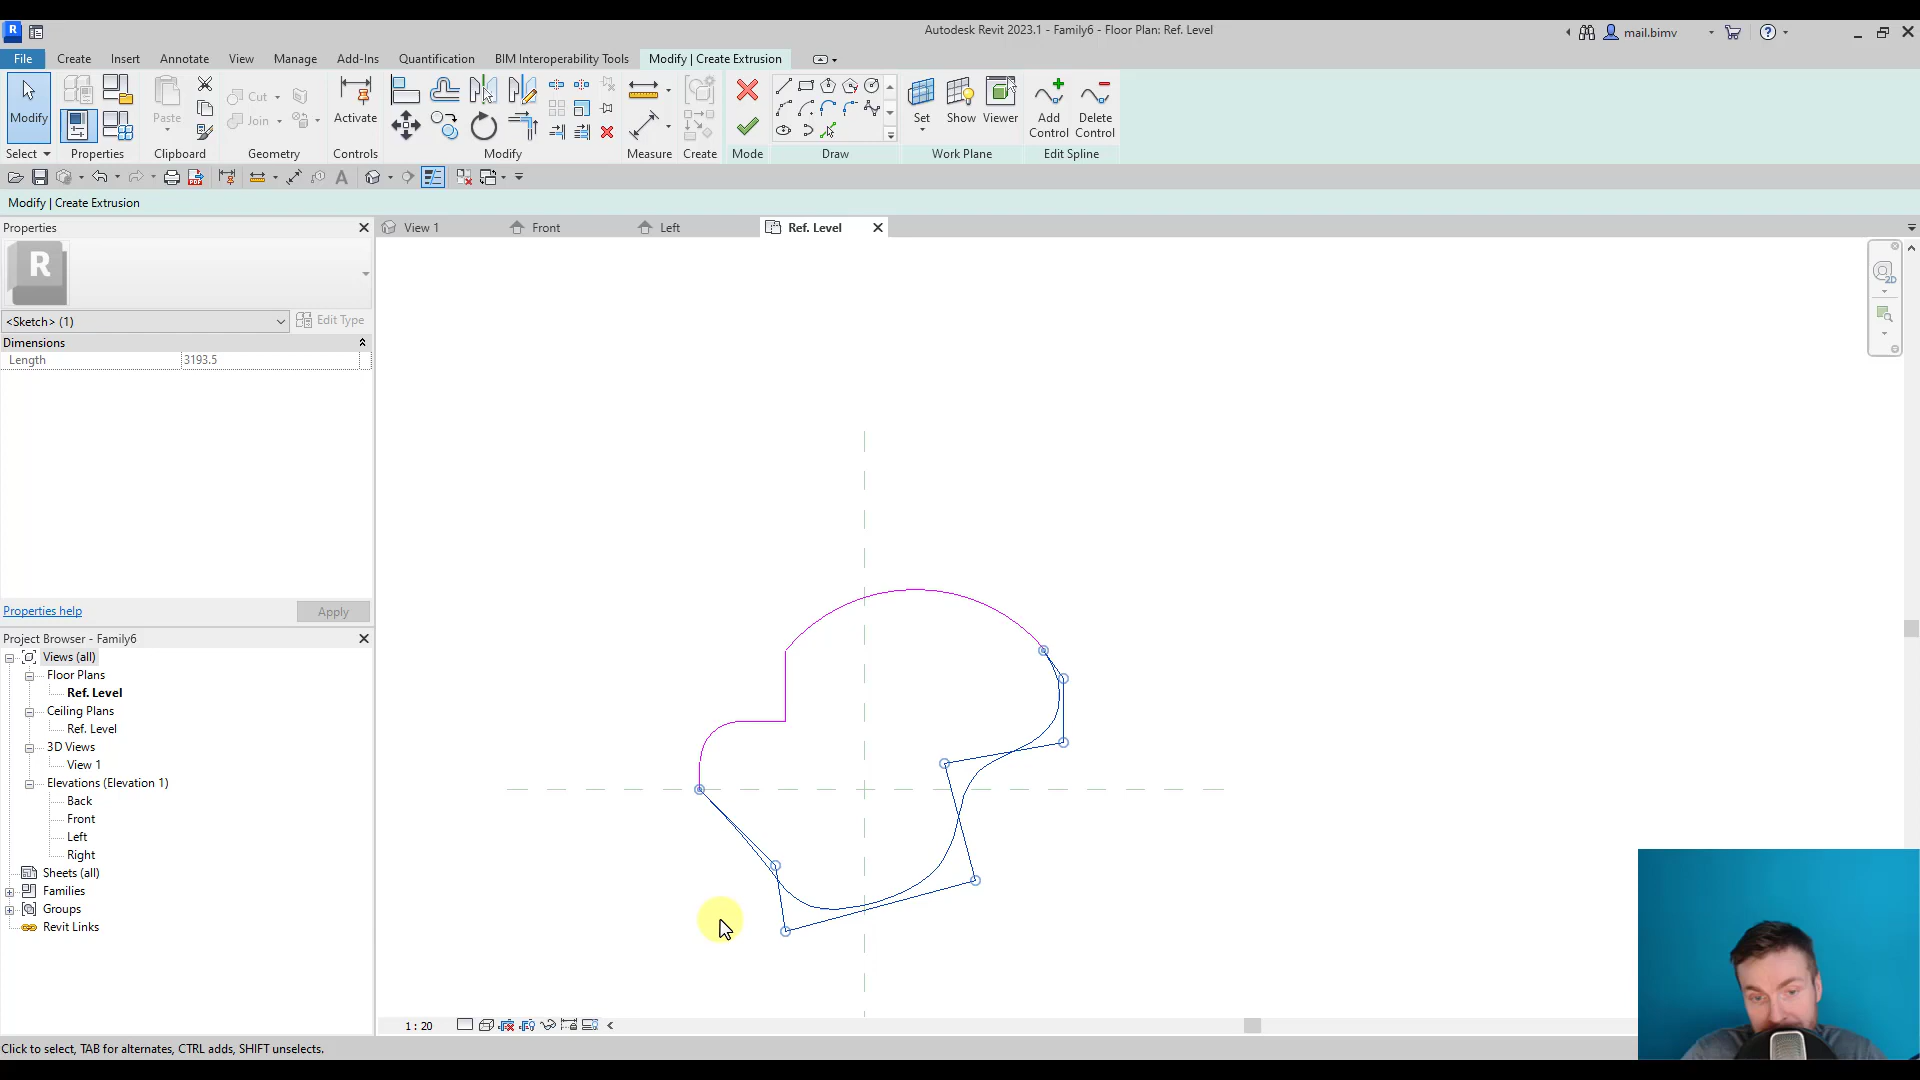 R
Autodesk Revit 2023.1 - Family6 - Floor Plan: Ref. Level
mail.bimv
File
Create
Insert
Annotate
View
Manage
Add-Ins
Quantification
BIM Interoperability Tools
Modify | Create Extrusion
Modify
Paste
Cut
Join
Activate
Set
Show
Viewer
Add
Control
Delete
Control
Select
Properties
Clipboard
Geometry
Controls
Modify
Measure
Create
Mode
Draw
Work Plane
Edit Spline
A
Modify | Create Extrusion
Properties
View 1
Front
Left
Ref. Level
R
2D
<Sketch> (1)
Edit Type
Dimensions
Length
3193.5
Properties help
Apply
Project Browser - Family6
Views (all)
Floor Plans
Ref. Level
Ceiling Plans
Ref. Level
3D Views
View 1
Elevations (Elevation 1)
Back
Front
Left
Right
Sheets (all)
Families
Groups
Revit Links
1 : 20
Click to select, TAB for alternates, CTRL adds, SHIFT unselects.